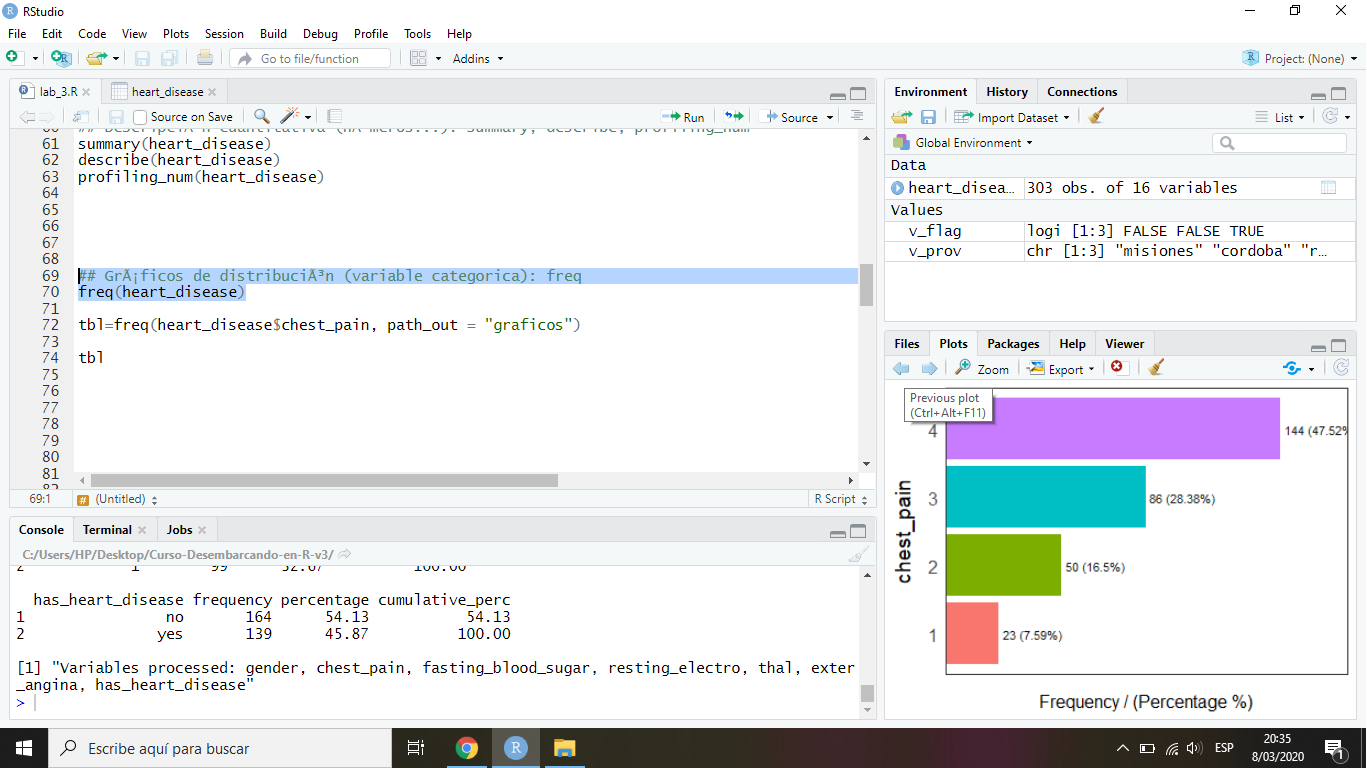 RStudio
File Edit Code View Plots Session Build Debug Profile Tools Help
Go to file/function Addins Project: (None)
lab_3.R heart_disease
Source on Save Run Source
60 ## DescripciÃ³n cuantitativa (nÃºmeros...): summary, describe, profiling_num
61 summary(heart_disease)
62 describe(heart_disease)
63 profiling_num(heart_disease)
64
65
66
67
68
69 ## GrÃ¡ficos de distribuciÃ³n (variable categorica): freq
70 freq(heart_disease)
71
72 tbl=freq(heart_disease$chest_pain, path_out = "graficos")
73
74 tbl
75
76
77
78
79
80
81
82
69:1 # (Untitled) R Script
Console Terminal Jobs
C:/Users/HP/Desktop/Curso-Desembarcando-en-R-v3/
2 1 99 32.67 100.00
has_heart_disease frequency percentage cumulative_perc
1 no 164 54.13 54.13
2 yes 139 45.87 100.00
[1] "Variables processed: gender, chest_pain, fasting_blood_sugar, resting_electro, thal, exter
_angina, has_heart_disease"
>
Environment History Connections
Import Dataset List
Global Environment
Data
heart_disea… 303 obs. of 16 variables
Values
v_flag logi [1:3] FALSE FALSE TRUE
v_prov chr [1:3] "misiones" "cordoba" "r…
Files Plots Packages Help Viewer
Zoom Export
Previous plot
(Ctrl+Alt+F11)
4 144 (47.52%
3 86 (28.38%)
chest_pain
2 50 (16.5%)
1 23 (7.59%)
Frequency / (Percentage %)
Escribe aquí para buscar
R
ESP
20:35
8/03/2020
1